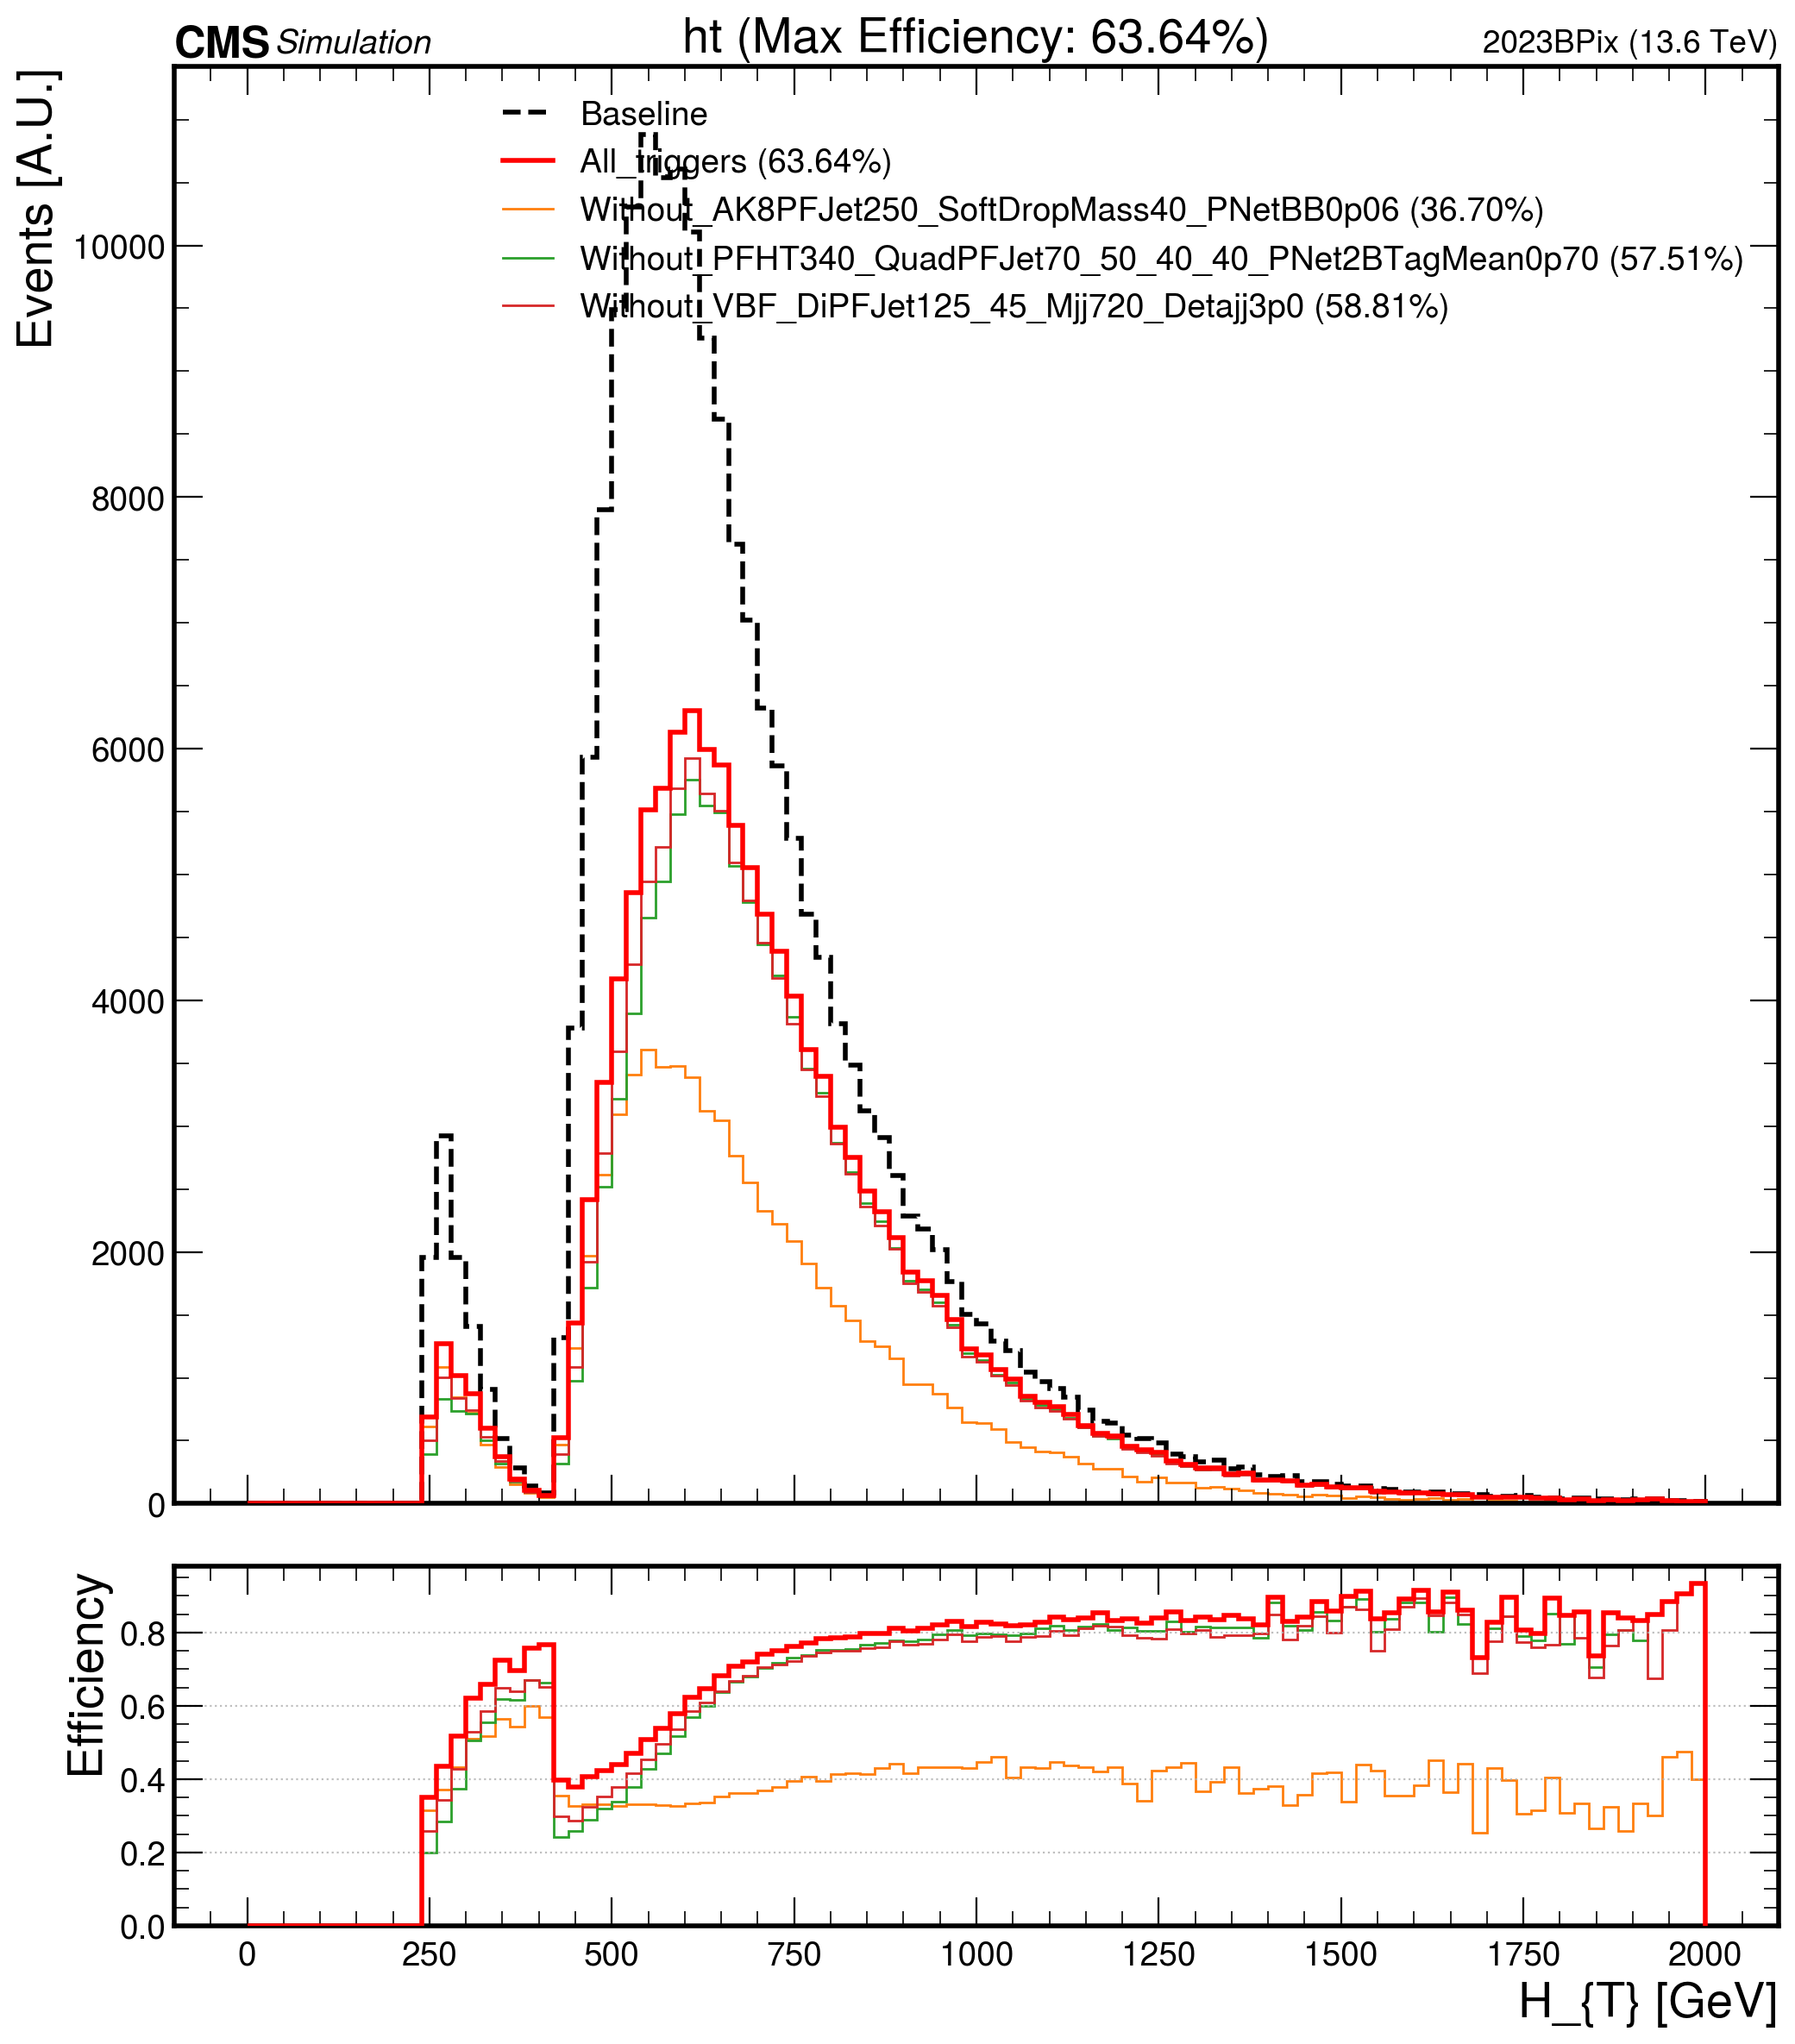 CMS Simulation
ht (Max Efficiency: 63.64%)
2023BPix (13.6 TeV)
Events [A.U.]
Baseline
All_triggers (63.64%)
Without_AK8PFJet250_SoftDropMass40_PNetBB0p06 (36.70%)
Without_PFHT340_QuadPFJet70_50_40_40_PNet2BTagMean0p70 (57.51%)
Without_VBF_DiPFJet125_45_Mjj720_Detajj3p0 (58.81%)
10000
8000
6000
4000
2000
0
Efficiency
0.8
0.6
0.4
0.2
0.0
0 250 500 750 1000 1250 1500 1750 2000
H_{T} [GeV]